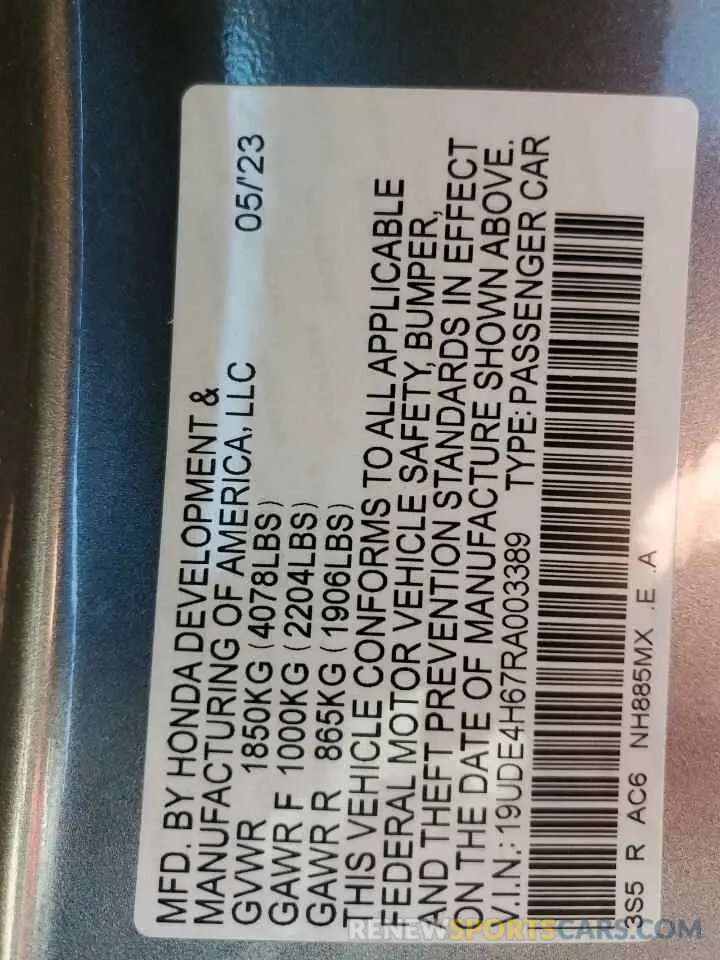 MFD. BY HONDA DEVELOPMENT &
MANUFACTURING OF AMERICA, LLC
GVWR 1850KG (4078LBS) 05/'23
GAWR F 1000KG (2204LBS)
GAWR R 865KG (1906LBS)
THIS VEHICLE CONFORMS TO ALL APPLICABLE
FEDERAL MOTOR VEHICLE SAFETY, BUMPER,
AND THEFT PREVENTION STANDARDS IN EFFECT
ON THE DATE OF MANUFACTURE SHOWN ABOVE.
V.I.N.: 19UDE4H67RA003389 TYPE: PASSENGER CAR
3S5 R AC6 NH885MX .E .A
RENEWSPORTSCARS.COM